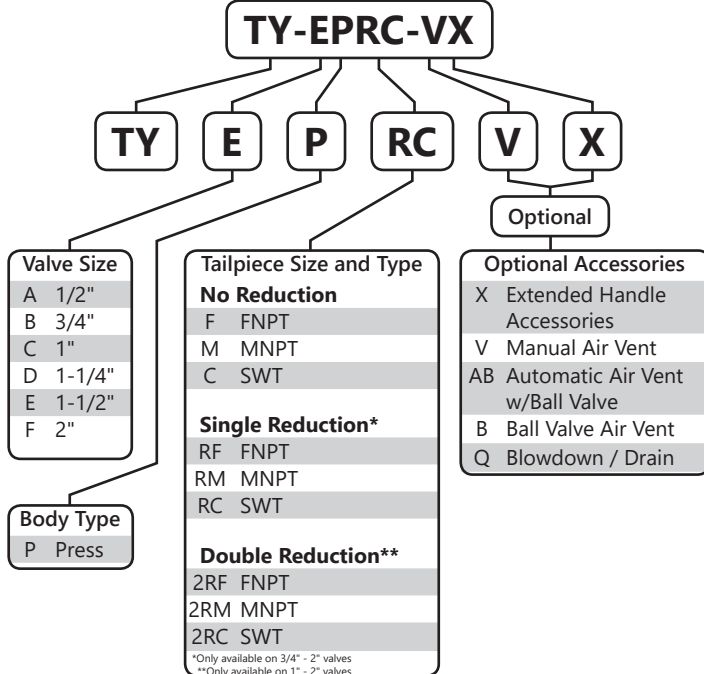 TY-EPRC-VX
TY E P RC V X
Optional
Valve Size
A 1/2"
B 3/4"
C 1"
D 1-1/4"
E 1-1/2"
F 2"
Body Type
P Press
Tailpiece Size and Type
No Reduction
F FNPT
M MNPT
C SWT
Single Reduction*
RF FNPT
RM MNPT
RC SWT
Double Reduction**
2RF FNPT
2RM MNPT
2RC SWT
*Only available on 3/4" - 2" valves
**Only available on 1" - 2" valves
Optional Accessories
X Extended Handle
Accessories
V Manual Air Vent
AB Automatic Air Vent
w/Ball Valve
B Ball Valve Air Vent
Q Blowdown / Drain